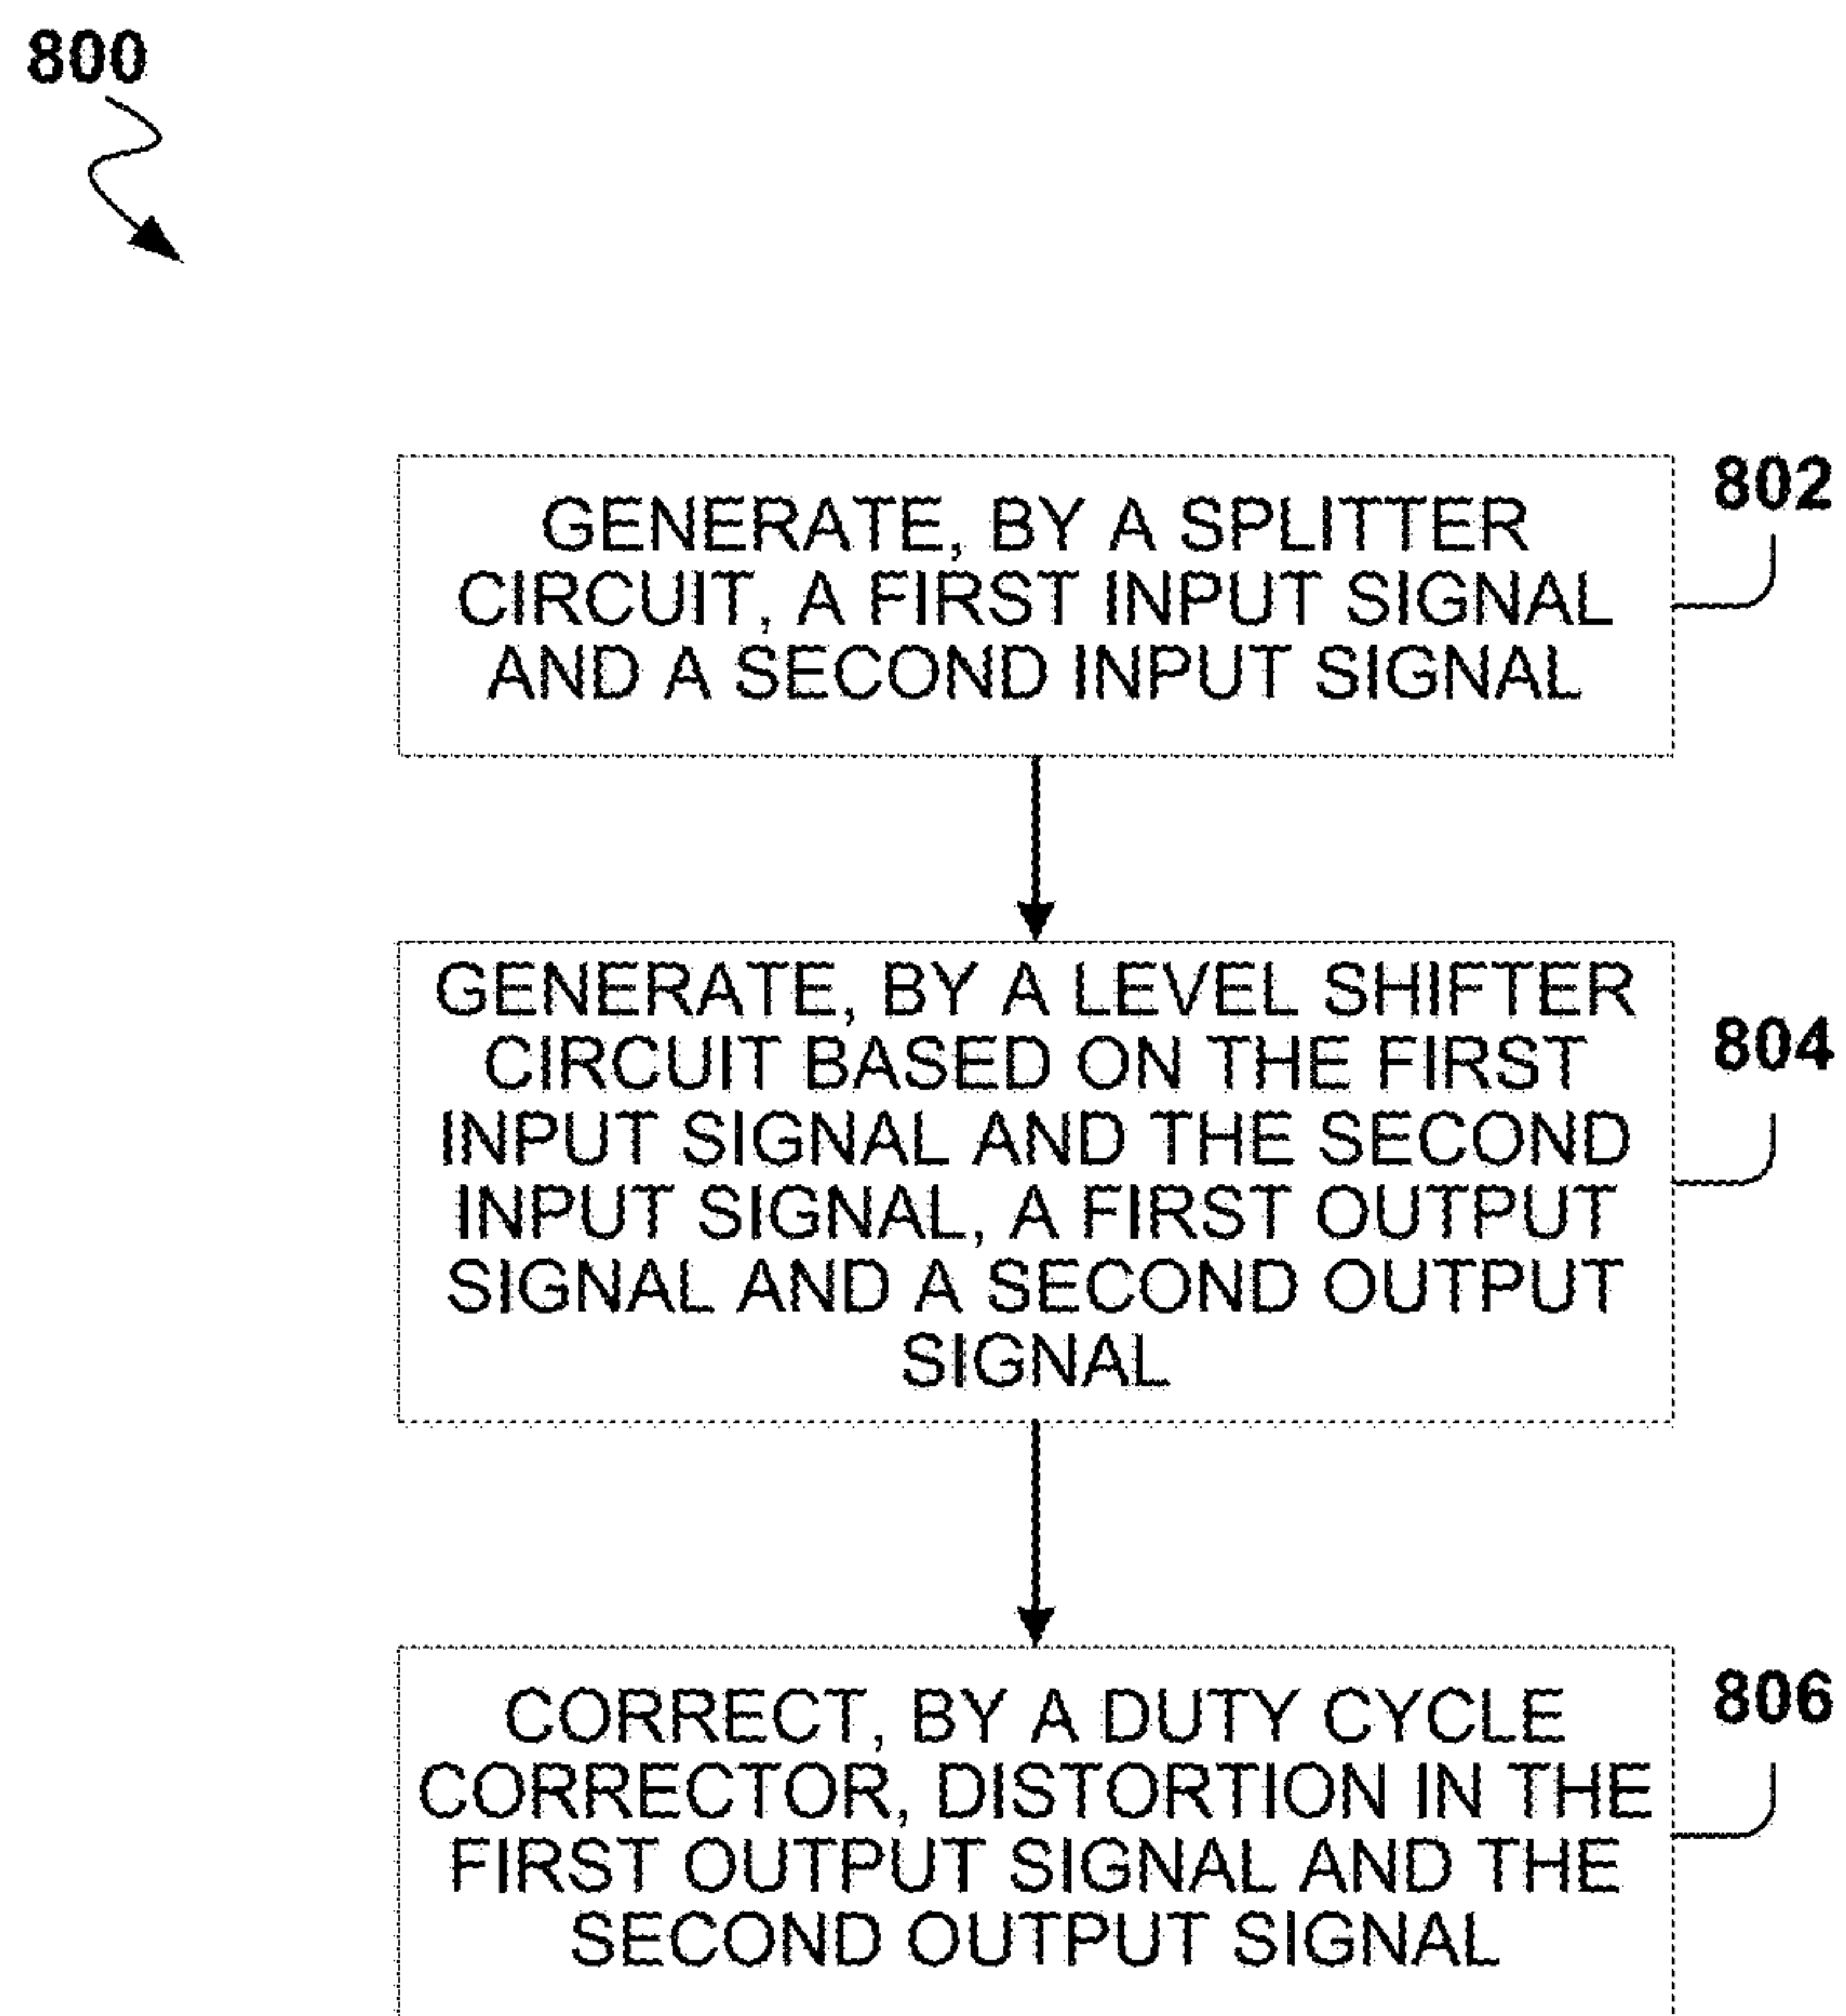 800
802
GENERATE, BY A SPLITTER
CIRCUIT, A FIRST INPUT SIGNAL
AND A SECOND INPUT SIGNAL
804
GENERATE, BY A LEVEL SHIFTER
CIRCUIT BASED ON THE FIRST
INPUT SIGNAL AND THE SECOND
INPUT SIGNAL, A FIRST OUTPUT
SIGNAL AND A SECOND OUTPUT
SIGNAL
806
CORRECT, BY A DUTY CYCLE
CORRECTOR, DISTORTION IN THE
FIRST OUTPUT SIGNAL AND THE
SECOND OUTPUT SIGNAL